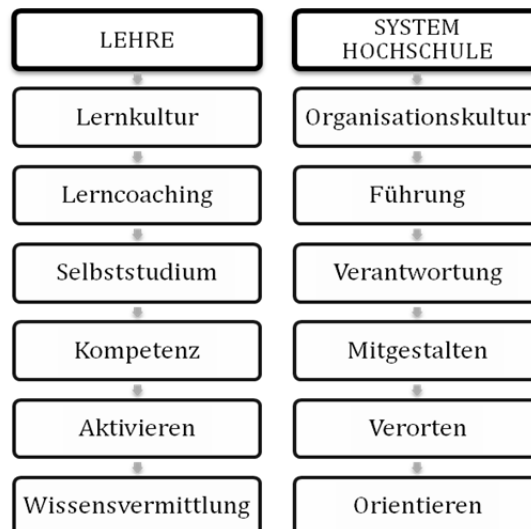 LEHRE
Lernkultur
Lerncoaching
Selbststudium
Kompetenz
Aktivieren
Wissensvermittlung
SYSTEM
HOCHSCHULE
Organisationskultur
Führung
Verantwortung
Mitgestalten
Verorten
Orientieren